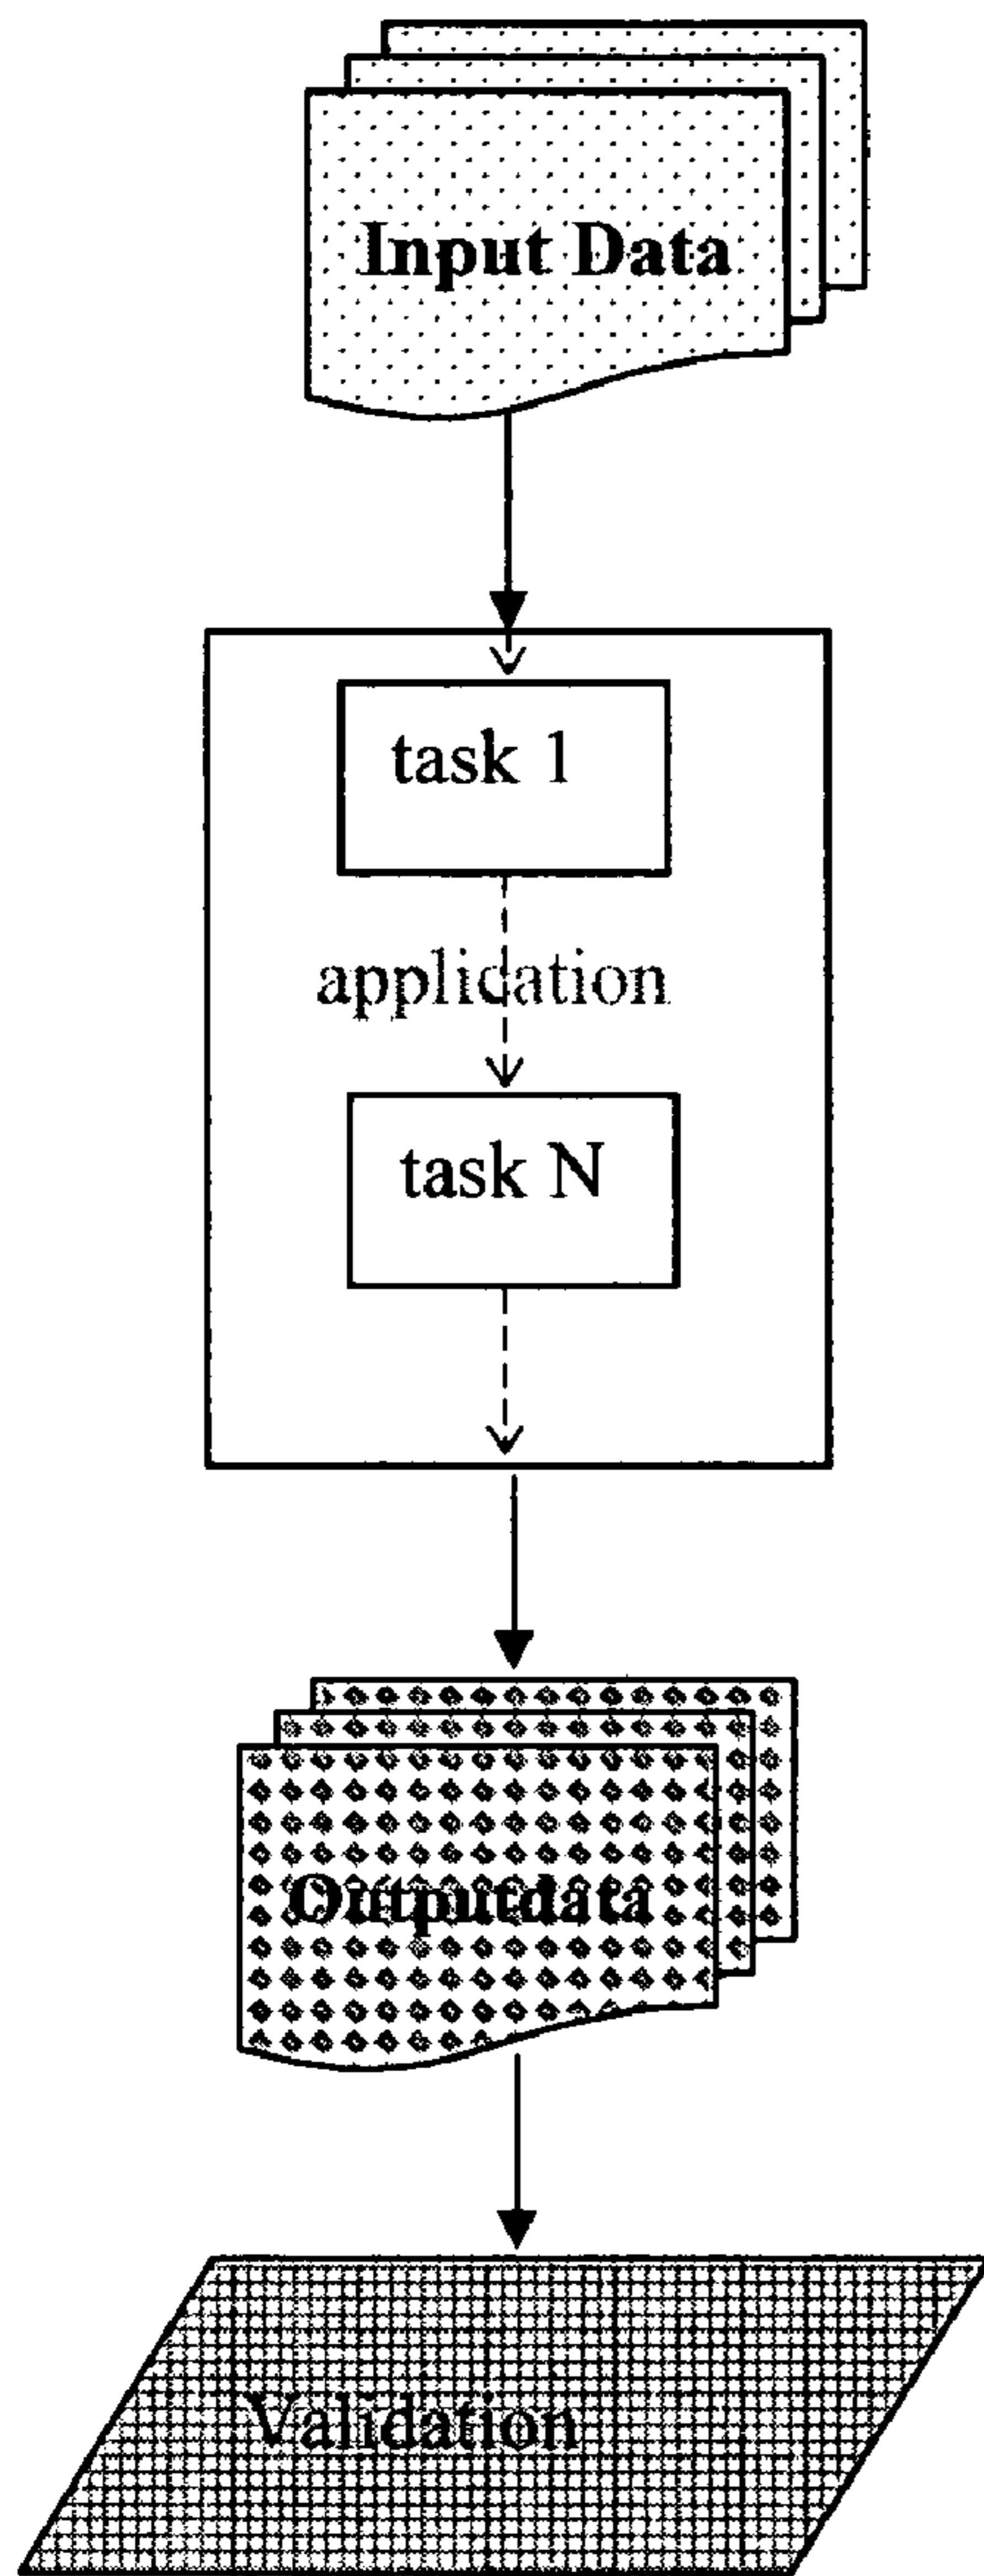 Input Data
task 1
application
task N
Outputdata
Validation